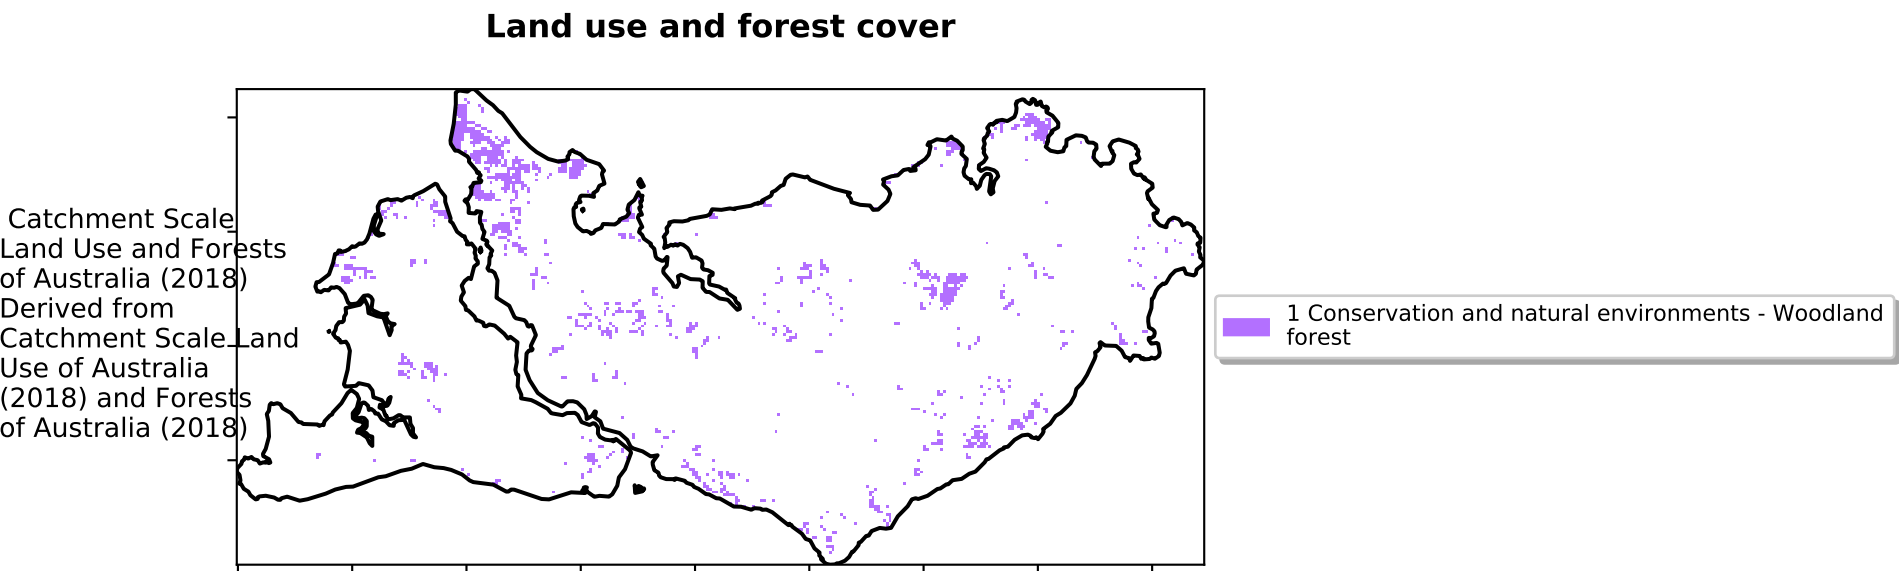 Land use and forest cover
Catchment Scale
Land Use and Forests
of Australia (2018)
Derived from
Catchment Scale Land
Use of Australia
(2018) and Forests
of Australia (2018)
1 Conservation and natural environments - Woodland
forest